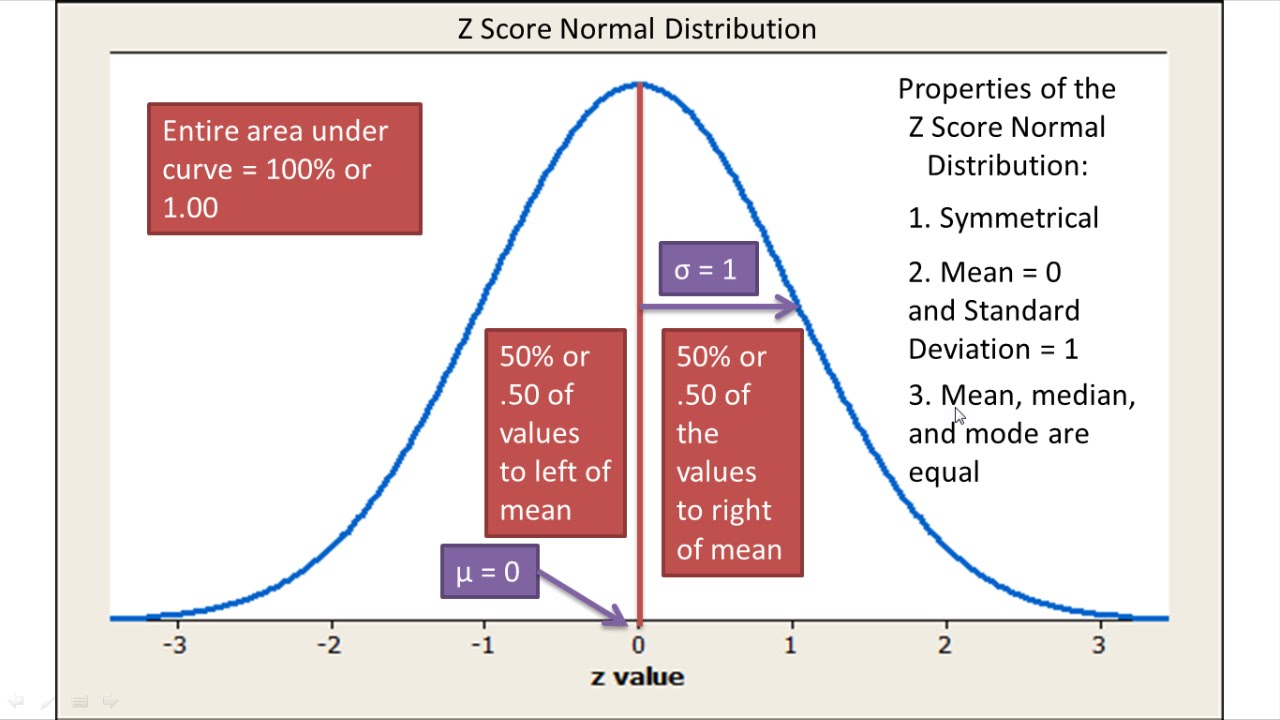 Z Score Normal Distribution
Entire area under
curve = 100% or
1.00
Properties of the
Z Score Normal
Distribution:
1. Symmetrical
2. Mean = 0
and Standard
Deviation = 1
3. Mean, median,
and mode are
equal
σ = 1
50% or
.50 of
values
to left of
mean
50% or
.50 of
the
values
to right
of mean
μ = 0
-3 -2 -1 0 1 2 3
z value